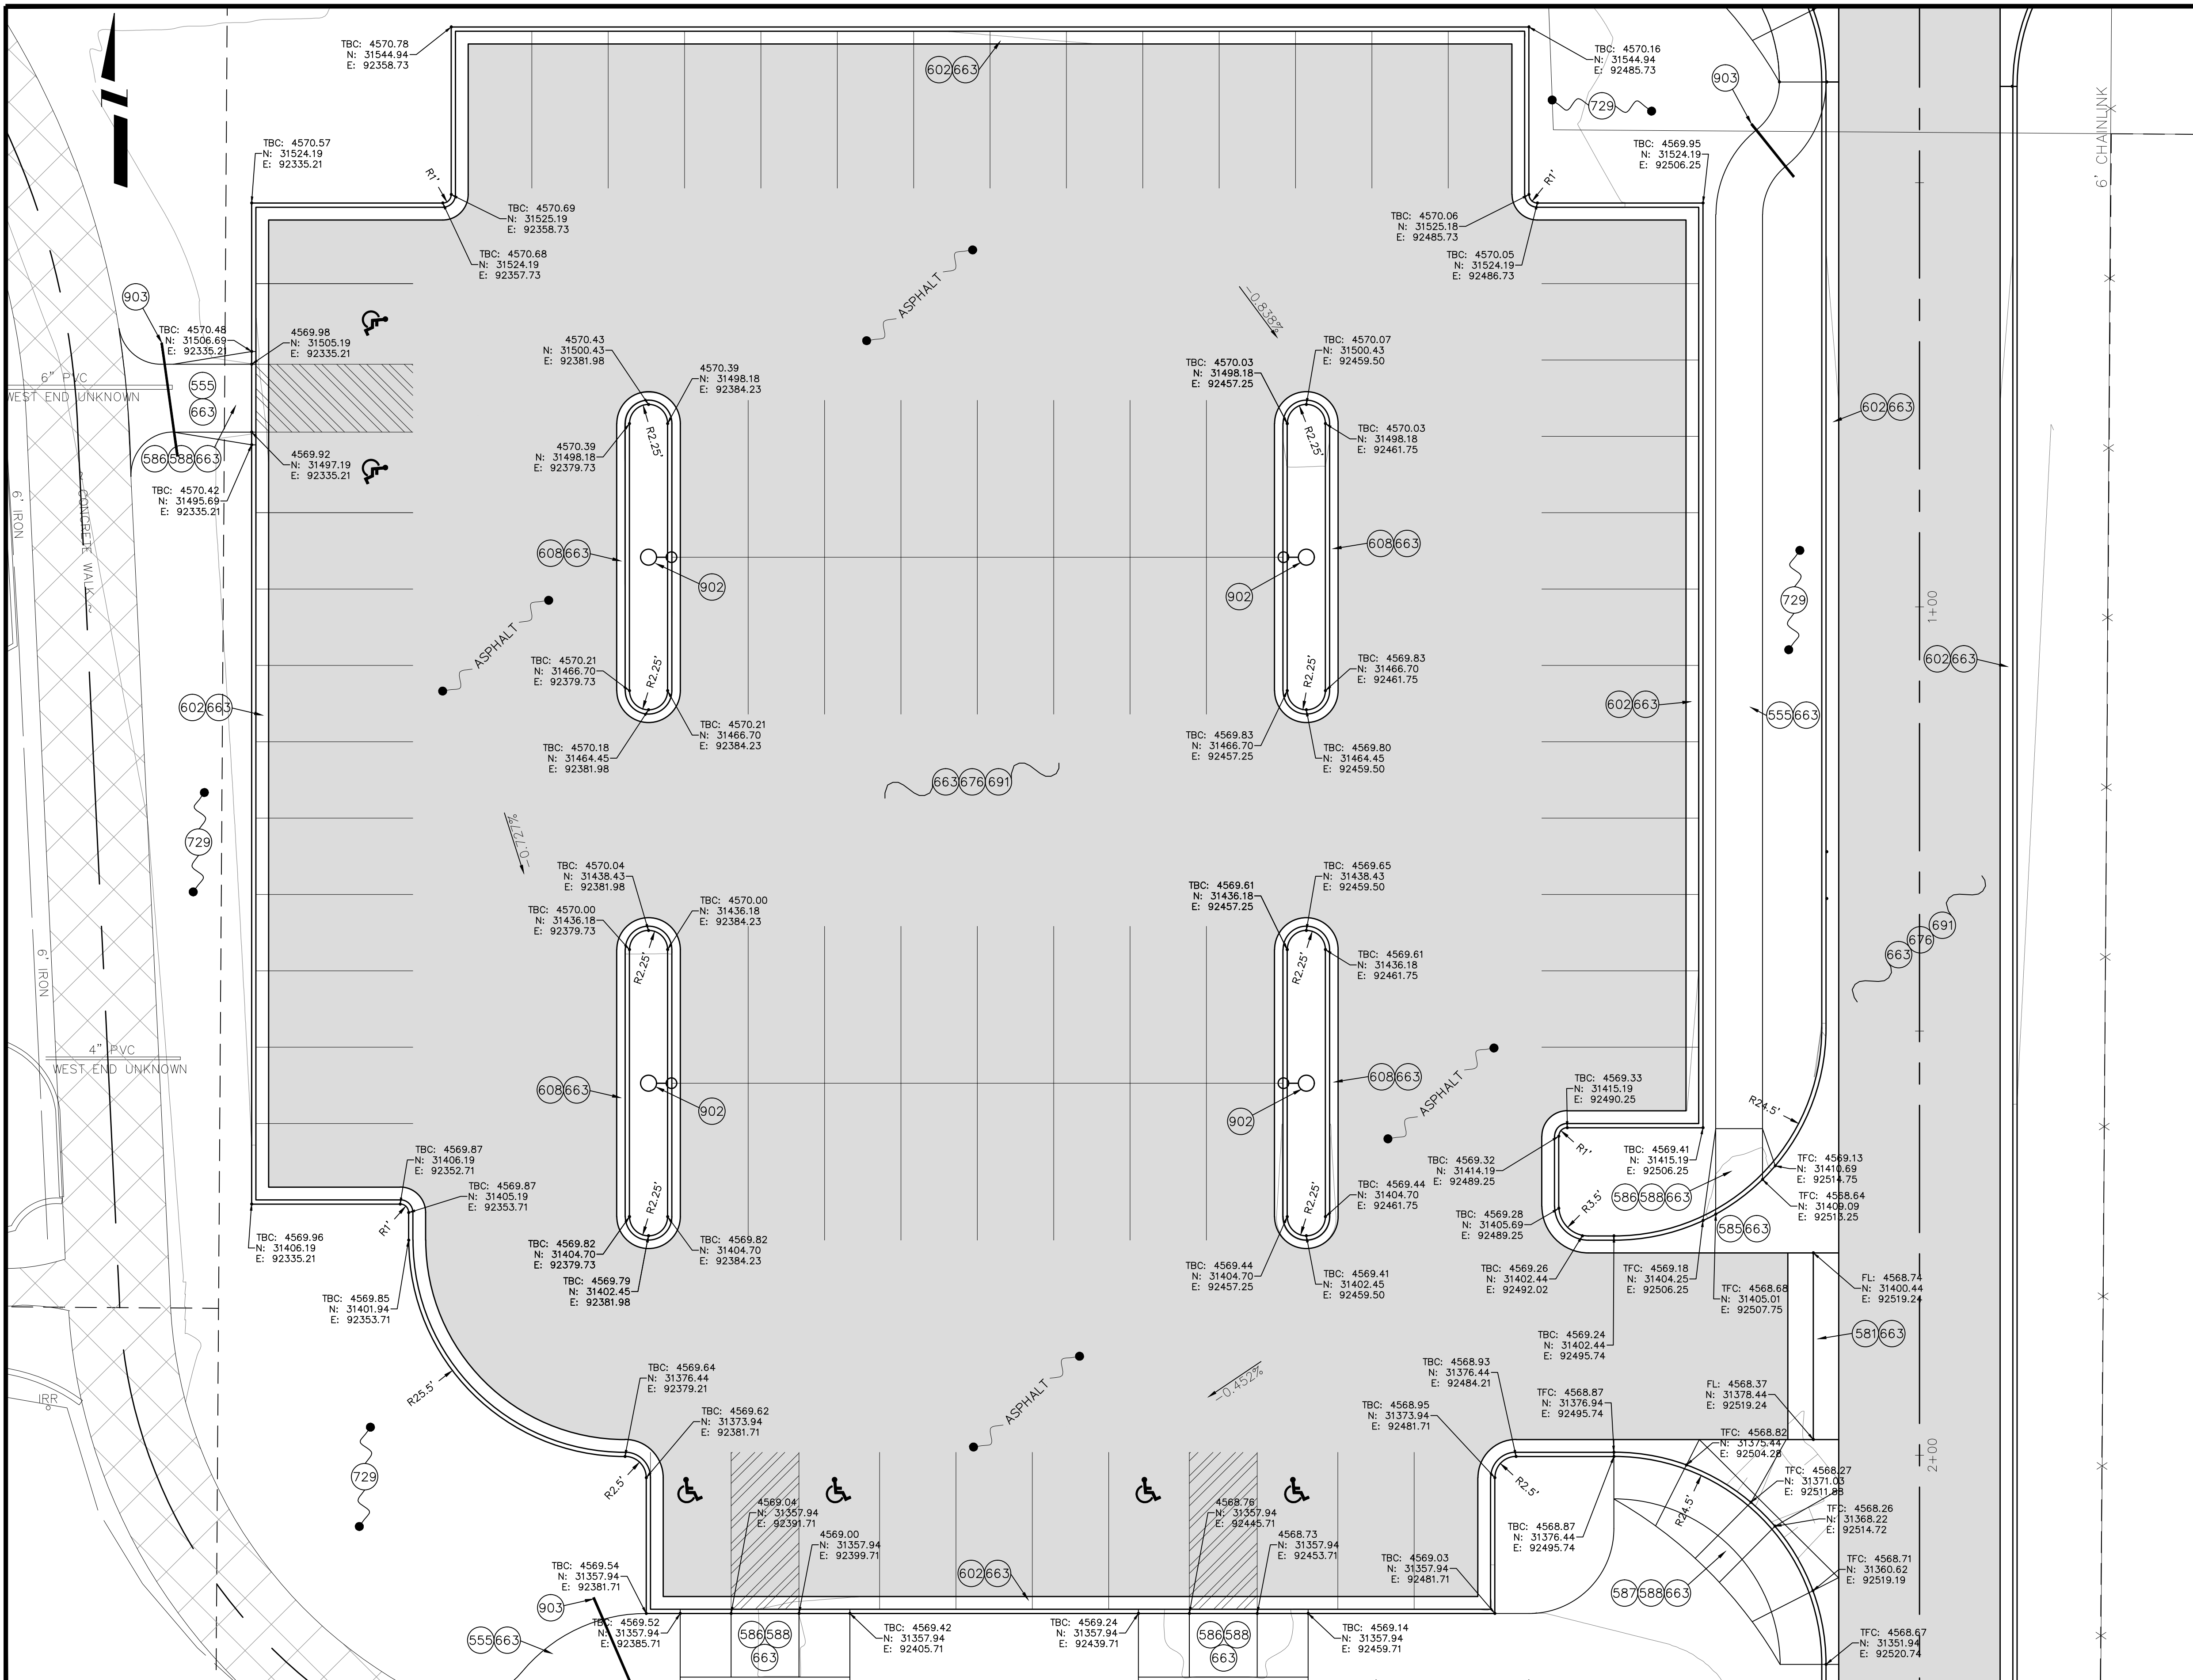 TBC: 4570.78
N: 31544.94
E: 92358.73
602 663
TBC: 4570.16
N: 31544.94
E: 92485.73
903
729
6' CHAINLINK
TBC: 4570.57
N: 31524.19
E: 92335.21
R1'
TBC: 4570.69
N: 31525.19
E: 92358.73
TBC: 4570.68
N: 31524.19
E: 92357.73
TBC: 4569.95
N: 31524.19
E: 92506.25
R1'
TBC: 4570.06
N: 31525.18
E: 92485.73
TBC: 4570.05
N: 31524.19
E: 92486.73
ASPHALT
-0.838%
903
TBC: 4570.48
N: 31506.69
E: 92335.21
4569.98
N: 31505.19
E: 92335.21
6" PVC
WEST END UNKNOWN
555
663
586 588 663
4569.92
N: 31497.19
E: 92335.21
TBC: 4570.42
N: 31495.69
E: 92335.21
6' IRON
CONCRETE WALK
4570.43
N: 31500.43
E: 92381.98
4570.39
N: 31498.18
E: 92384.23
4570.39
N: 31498.18
E: 92379.73
R2.25'
TBC: 4570.07
N: 31500.43
E: 92459.50
TBC: 4570.03
N: 31498.18
E: 92457.25
TBC: 4570.03
N: 31498.18
E: 92461.75
R2.25'
602 663
608 663
902
608 663
902
729
1+00
ASPHALT
TBC: 4570.21
N: 31466.70
E: 92379.73
R2.25'
TBC: 4570.21
N: 31466.70
E: 92384.23
TBC: 4570.18
N: 31464.45
E: 92381.98
TBC: 4569.83
N: 31466.70
E: 92461.75
R2.25'
TBC: 4569.83
N: 31466.70
E: 92457.25
TBC: 4569.80
N: 31464.45
E: 92459.50
602 663
602 663
602 663
555 663
663 676 691
729
-0.727%
TBC: 4570.04
N: 31438.43
E: 92381.98
TBC: 4570.00
N: 31436.18
E: 92379.73
TBC: 4570.00
N: 31436.18
E: 92384.23
R2.25'
TBC: 4569.65
N: 31438.43
E: 92459.50
TBC: 4569.61
N: 31436.18
E: 92457.25
TBC: 4569.61
N: 31436.18
E: 92461.75
R2.25'
663 676 691
6' IRON
4" PVC
WEST END UNKNOWN
608 663
902
608 663
902
ASPHALT
TBC: 4569.33
N: 31415.19
E: 92490.25
R24.5'
TBC: 4569.87
N: 31406.19
E: 92352.71
TBC: 4569.87
N: 31405.19
E: 92353.71
R1'
TBC: 4569.96
N: 31406.19
E: 92335.21
TBC: 4569.85
N: 31401.94
E: 92353.71
TBC: 4569.82
N: 31404.70
E: 92379.73
R2.25'
TBC: 4569.82
N: 31404.70
E: 92384.23
TBC: 4569.79
N: 31402.45
E: 92381.98
TBC: 4569.44
N: 31404.70
E: 92461.75
R2.25'
TBC: 4569.44
N: 31404.70
E: 92457.25
TBC: 4569.41
N: 31402.45
E: 92459.50
TBC: 4569.32
N: 31414.19
E: 92489.25
R1'
TBC: 4569.41
N: 31415.19
E: 92506.25
586 588 663
R3.5'
TBC: 4569.28
N: 31405.69
E: 92489.25
TBC: 4569.26
N: 31402.44
E: 92492.02
TFC: 4569.18
N: 31404.25
E: 92506.25
585 663
TFC: 4569.13
N: 31410.69
E: 92514.75
TFC: 4568.64
N: 31409.09
E: 92513.25
TFC: 4568.68
N: 31405.01
E: 92507.75
FL: 4568.74
N: 31400.44
E: 92519.24
581 663
TBC: 4569.24
N: 31402.44
E: 92495.74
IRR
R25.5'
TBC: 4569.64
N: 31376.44
E: 92379.21
TBC: 4569.62
N: 31373.94
E: 92381.71
R2.5'
729
ASPHALT
-0.452%
TBC: 4568.93
N: 31376.44
E: 92484.21
TBC: 4568.95
N: 31373.94
E: 92481.71
R2.5'
TFC: 4568.87
N: 31376.94
E: 92495.74
FL: 4568.37
N: 31378.44
E: 92519.24
TFC: 4568.82
N: 31375.44
E: 92504.28
TFC: 4568.27
N: 31371.03
E: 92511.88
TFC: 4568.26
N: 31368.22
E: 92514.72
R24.5'
2+00
TBC: 4568.87
N: 31376.44
E: 92495.74
4569.04
N: 31357.94
E: 92391.71
4569.00
N: 31357.94
E: 92399.71
4568.76
N: 31357.94
E: 92445.71
4568.73
N: 31357.94
E: 92453.71
TBC: 4569.54
N: 31357.94
E: 92381.71
602 663
TBC: 4569.03
N: 31357.94
E: 92481.71
587 588 663
TFC: 4568.71
N: 31360.62
E: 92519.19
903
555 663
TBC: 4569.52
N: 31357.94
E: 92385.71
586 588
663
TBC: 4569.42
N: 31357.94
E: 92405.71
TBC: 4569.24
N: 31357.94
E: 92439.71
586 588
663
TBC: 4569.14
N: 31357.94
E: 92459.71
TFC: 4568.67
N: 31351.94
E: 92520.74